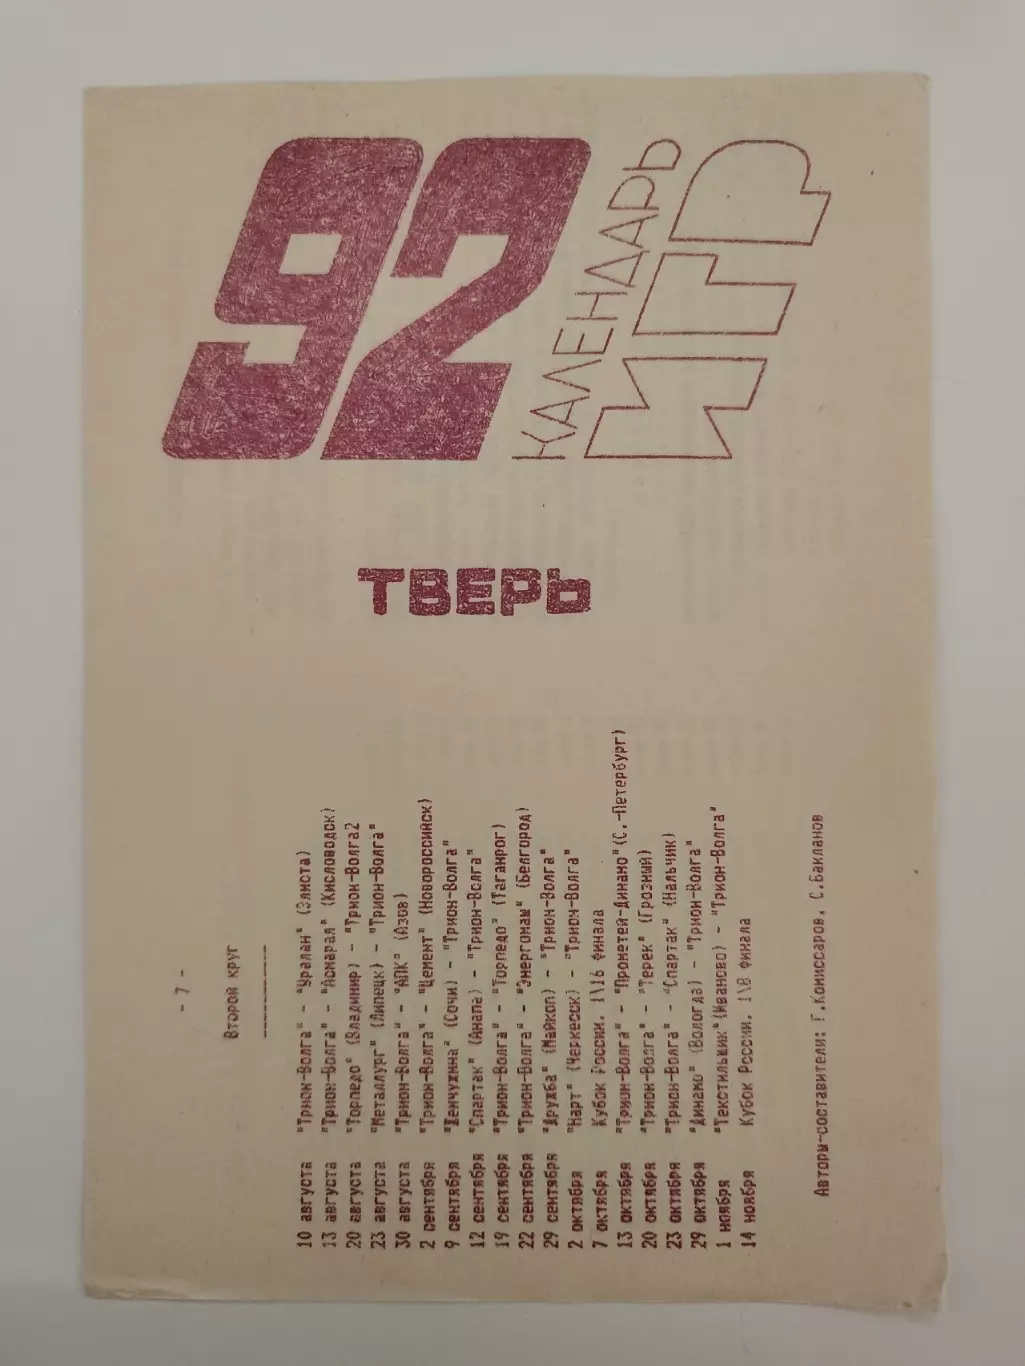 92
КАЛЕНДАРЬ
ИГР
ТВЕРЬ
- 7 -
Второй круг
10 августа "Трион-Волга" - "Уралан" (Элиста)
13 августа "Трион-Волга" - "Асмарал" (Кисловодск)
20 августа "Торпедо" (Владимир) - "Трион-Волга2
23 августа "Металлург" (Липецк) - "Трион-Волга"
30 августа "Трион-Волга" - "АПК" (Азов)
2 сентября "Трион-Волга" - "Цемент" (Новороссийск)
9 сентября "Жемчужина" (Сочи) - "Трион-Волга"
12 сентября "Спартак" (Анапа) - "Трион-Волга"
19 сентября "Трион-Волга" - "Торпедо" (Таганрог)
22 сентября "Трион-Волга" - "Энергомаш" (Белгород)
29 сентября "Дружба" (Майкоп) - "Трион-Волга"
2 октября "Нарт" (Черкесск) - "Трион-Волга"
7 октября Кубок России. 1\16 финала
13 октября "Трион-Волга" - "Прометей-Динамо"(С.-Петербург)
20 октября "Трион-Волга" - "Терек" (Грозный)
23 октября "Трион-Волга" - "Спартак" (Нальчик)
29 октября "Динамо" (Вологда) - "Трион-Волга"
1 ноября "Текстильшик"(Иваново) - "Трион-Волга"
14 ноября Кубок России. 1\8 финала
Авторы-составители: Г.Комиссаров, С.Бакланов